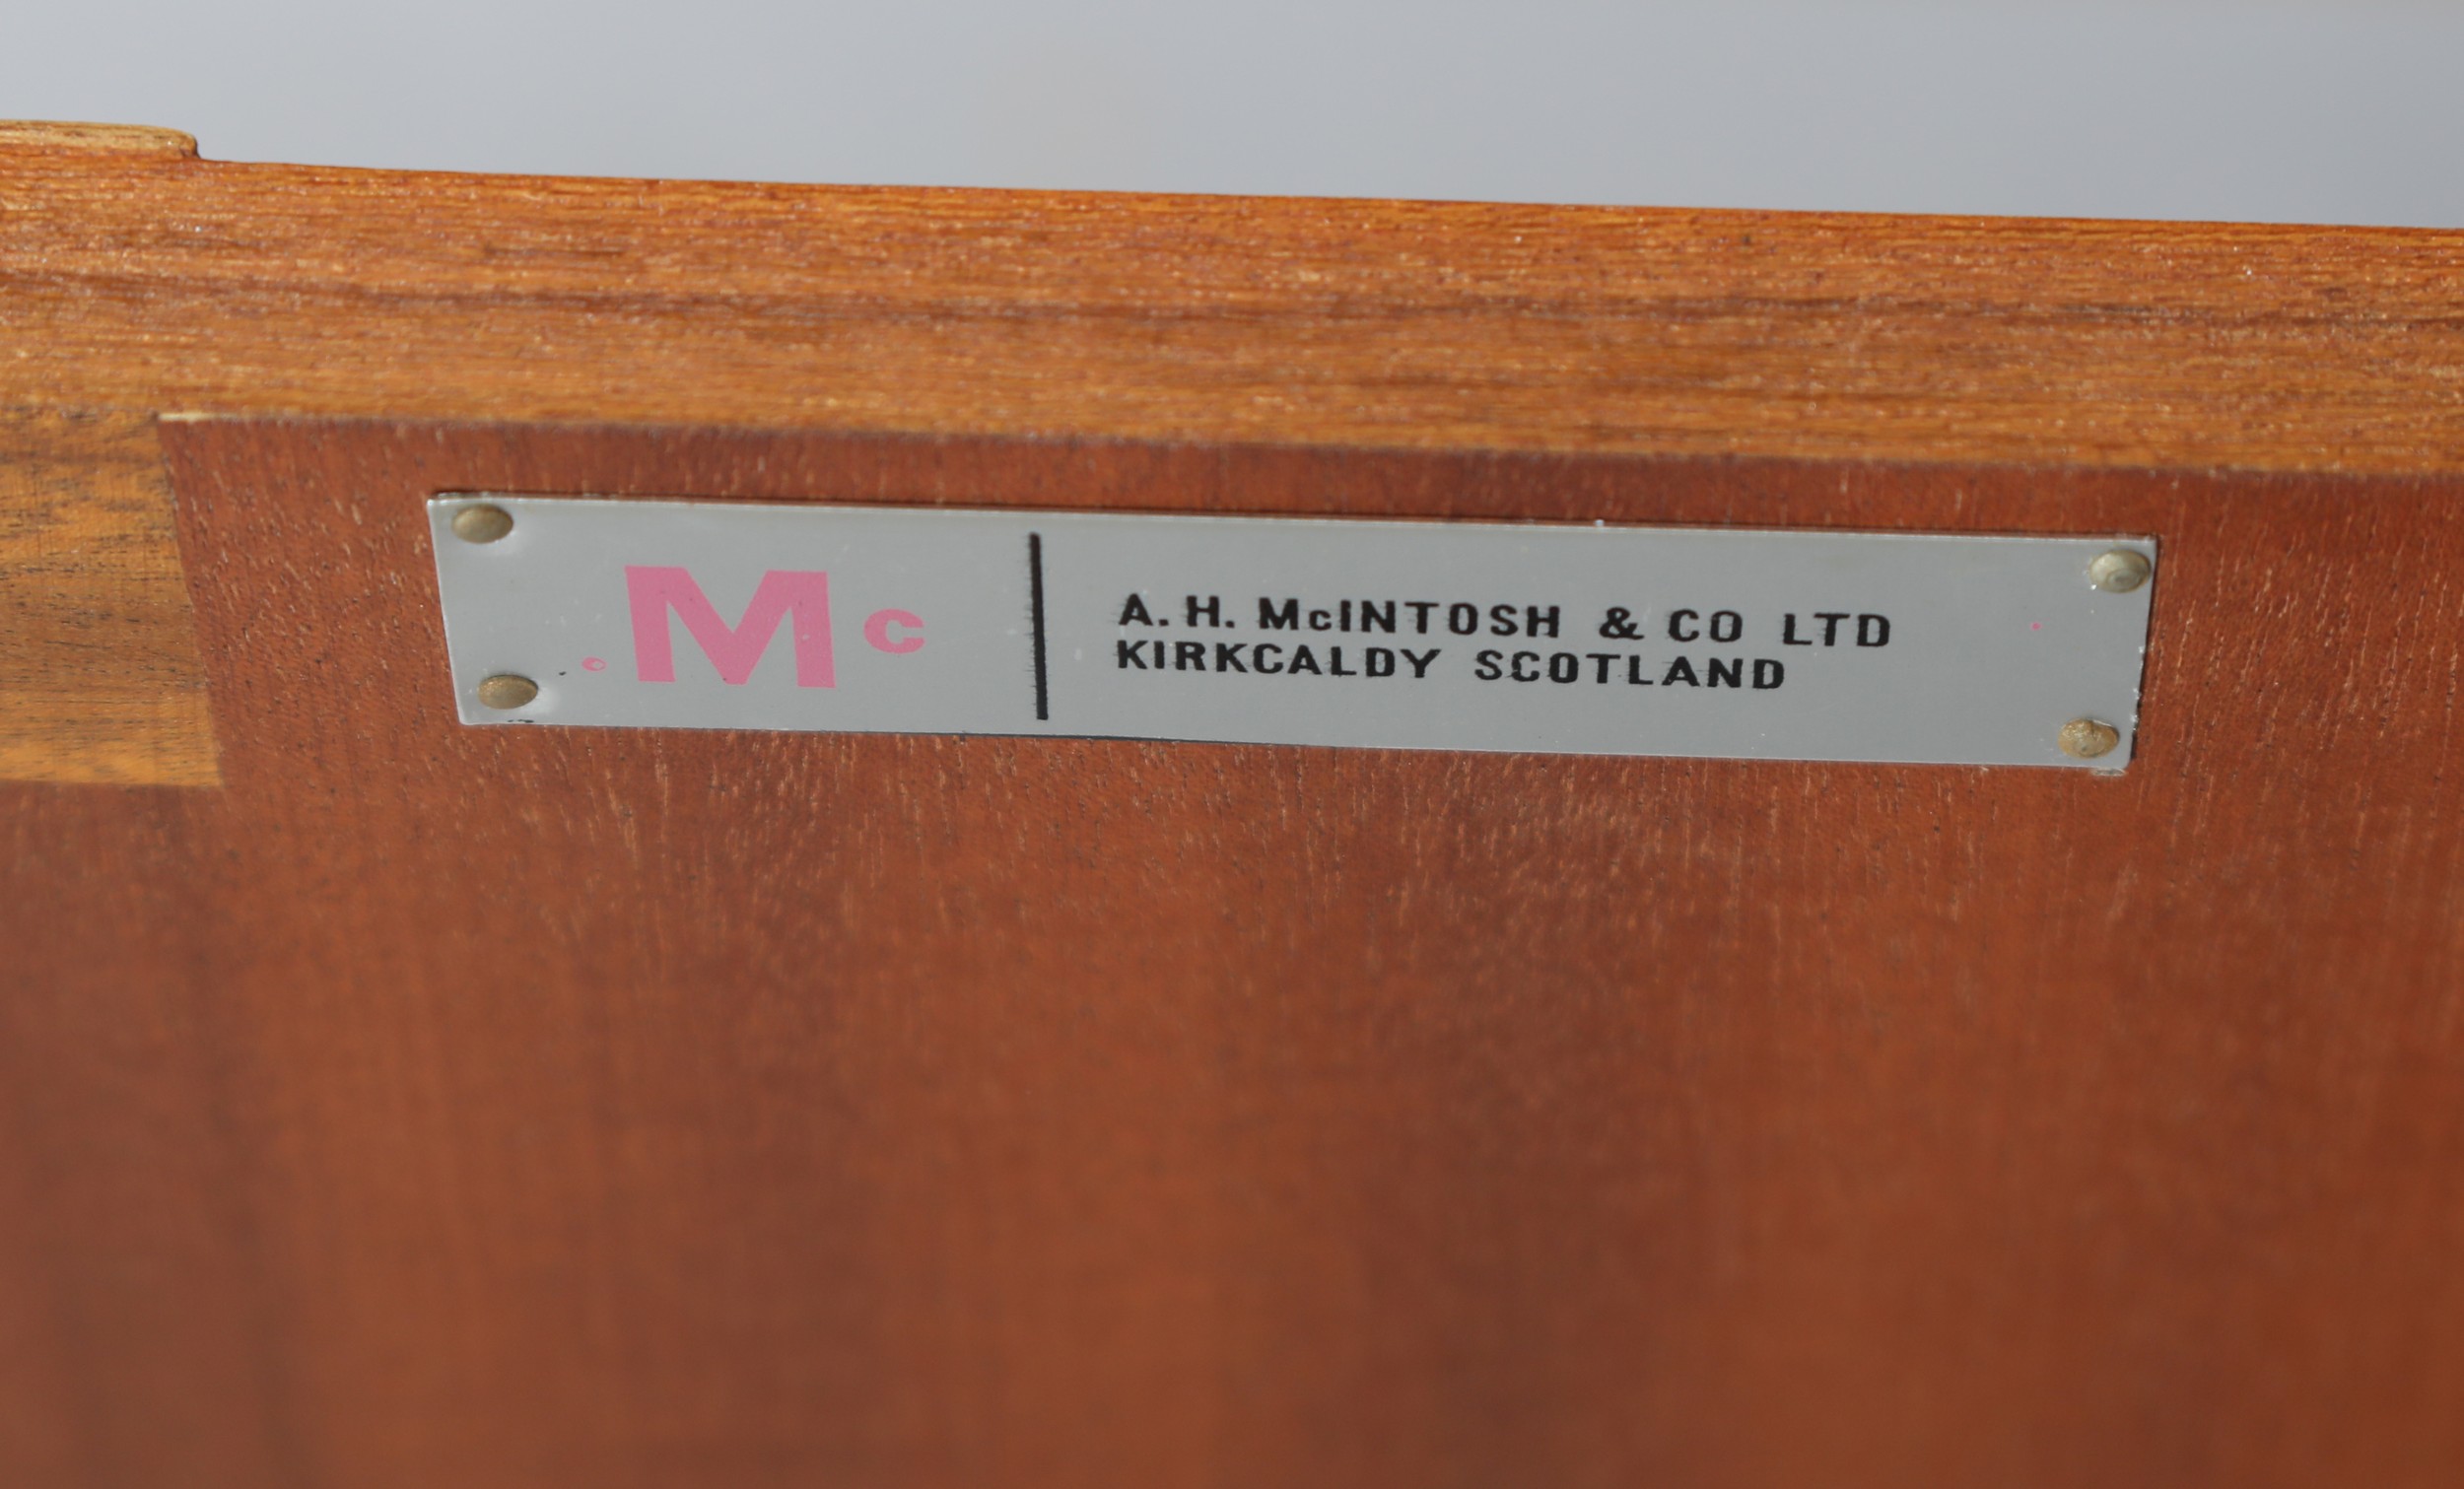 Mc
A. H. McINTOSH & CO LTD
KIRKCALDY SCOTLAND